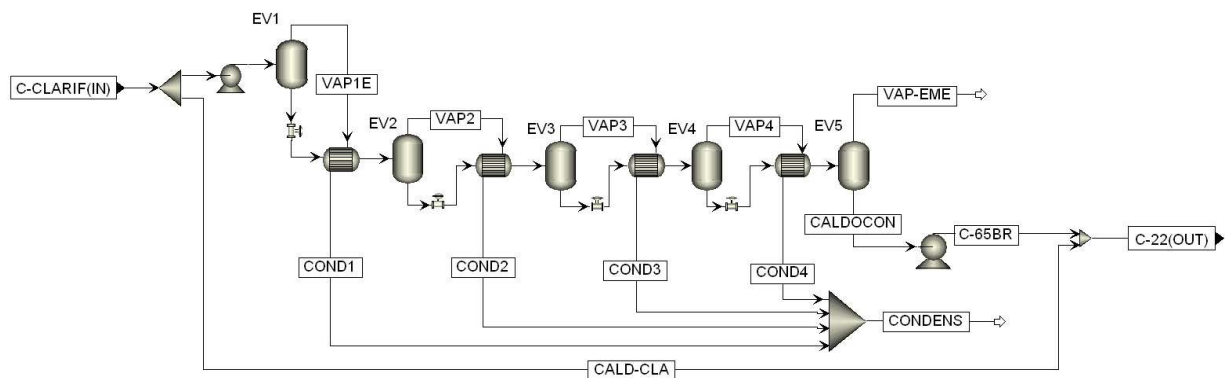 EV1
C-CLARIF(IN)
VAP1E
EV2
VAP2
EV3
VAP3
EV4
VAP4
EV5
VAP-EME
CALDOCON
C-65BR
C-22(OUT)
COND1
COND2
COND3
COND4
CONDENS
CALD-CLA